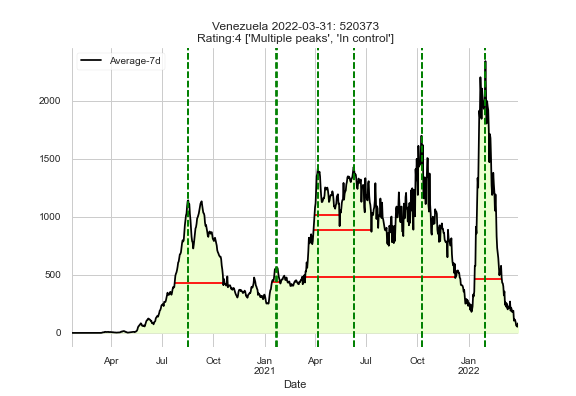 Venezuela 2022-03-31: 520373
Rating:4 ['Multiple peaks', 'In control']
Average-7d
2000
1500
1000
500
0
Apr Jul Oct Jan Apr Jul Oct Jan
2021 2022
Date